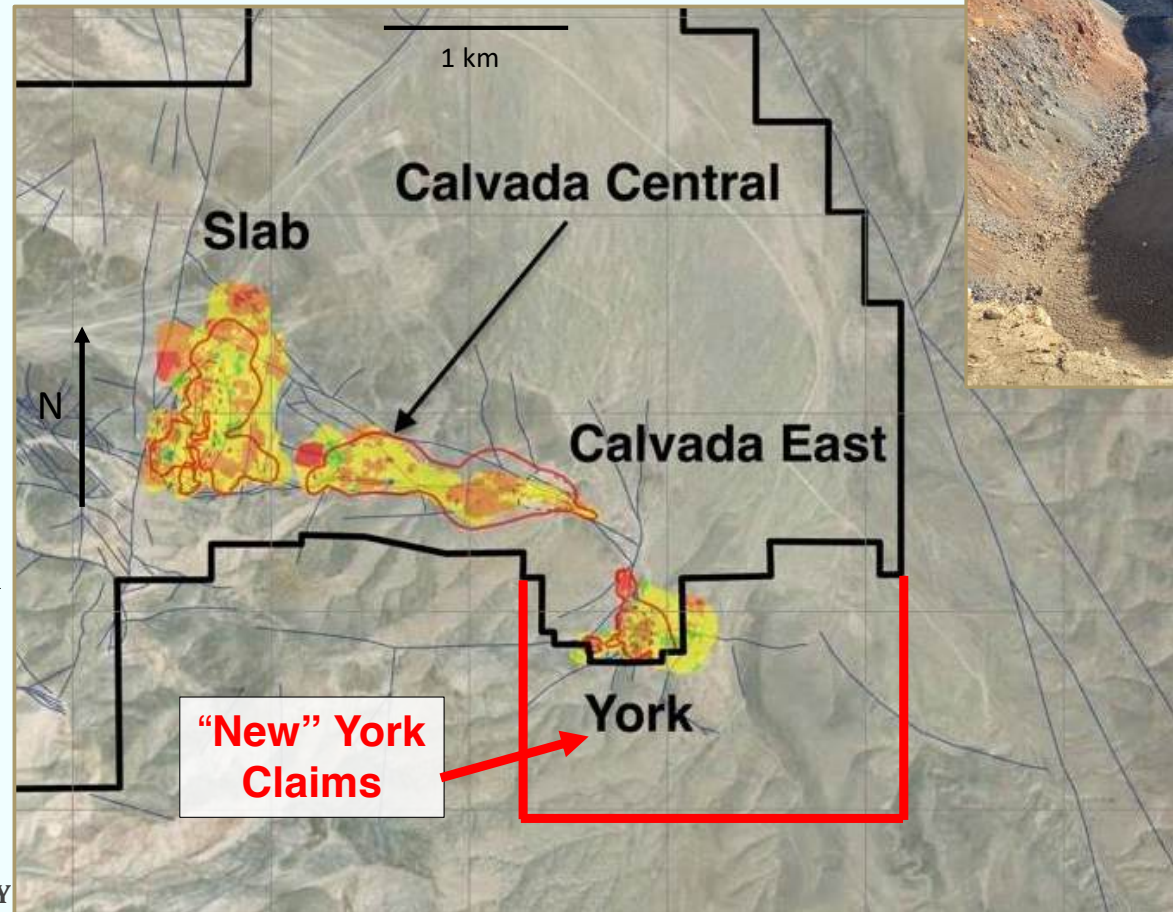 1 km
Calvada Central
Slab
N
Calvada East
York
“New” York
Claims
Y